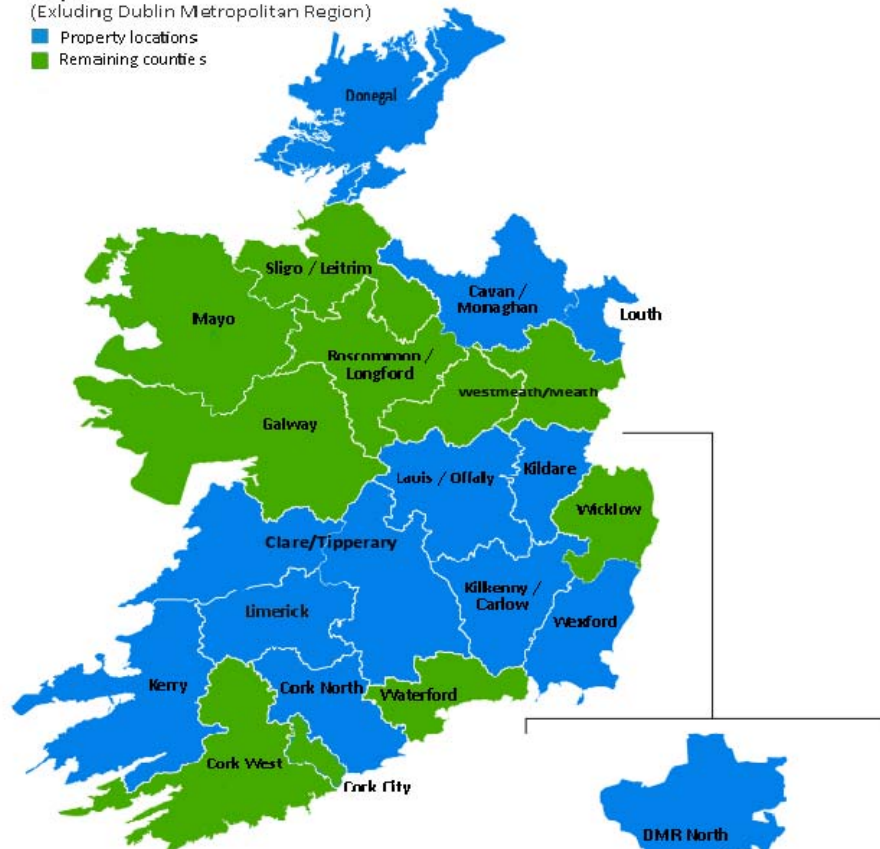 (Exluding Dublin Metropolitan Region)
Property locations
Remaining counties
Donegal
Sligo / Leitrim
Mayo
Cavan /
Monaghan
Louth
Roscommon /
Longford
Westmeath/Meath
Galway
Laois / Offaly
Kildare
Wicklow
Clare/Tipperary
Kilkenny /
Carlow
Limerick
Wexford
Kerry
Cork North
Waterford
Cork West
Cork City
DMR North